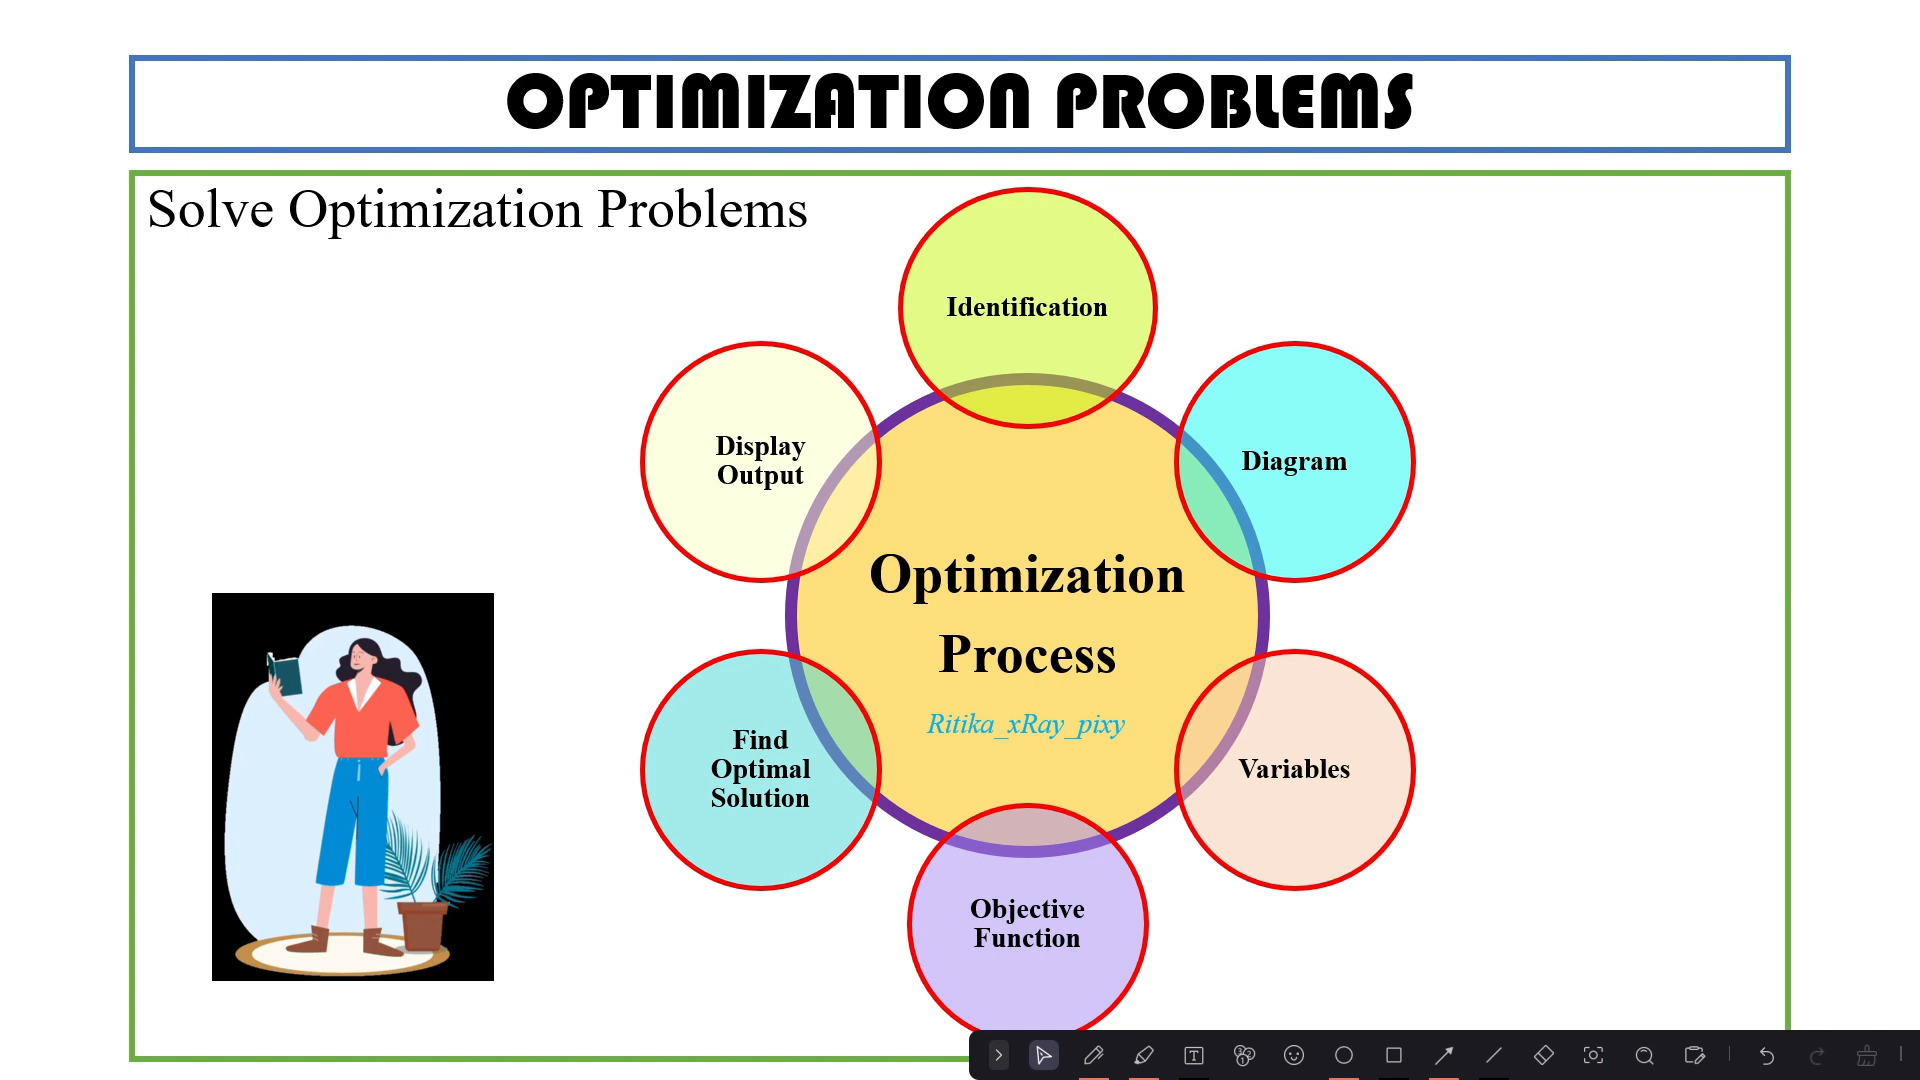 OPTIMIZATION PROBLEMS
Solve Optimization Problems
Identification
Display
Output
Diagram
Optimization
Process
Ritika_xRay_pixy
Find
Optimal
Solution
Variables
Objective
Function